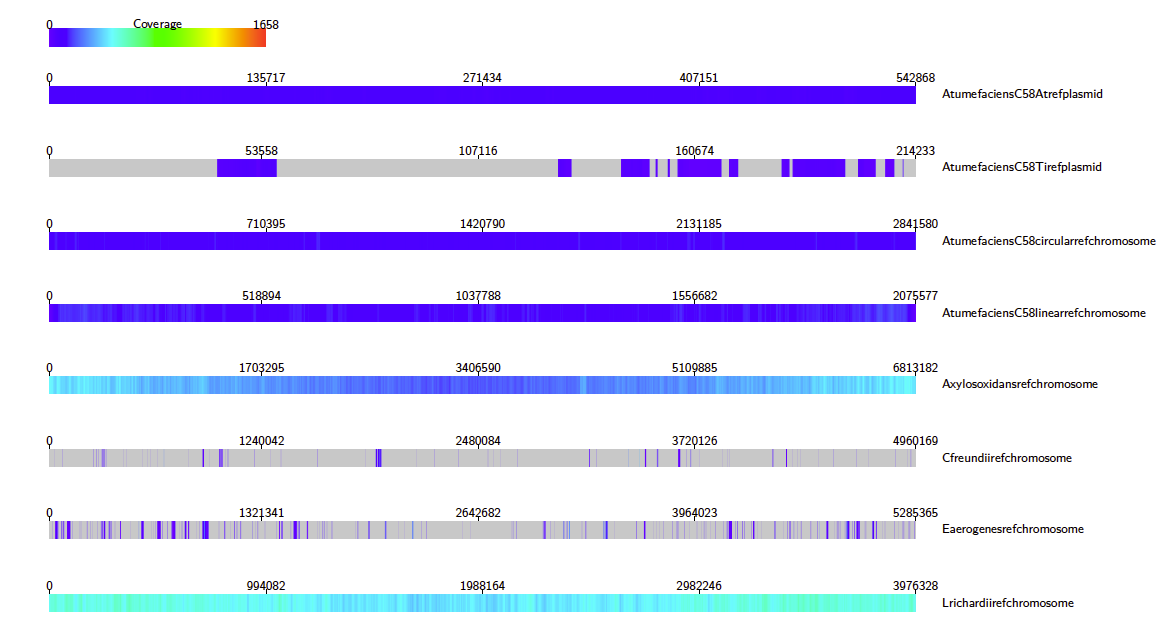 0 Coverage 1658
0 135717 271434 407151 542868
AtumefaciensC58Atrefplasmid
0 53558 107116 160674 214233
AtumefaciensC58Tirefplasmid
0 710395 1420790 2131185 2841580
AtumefaciensC58circularrefchromosome
0 518894 1037788 1556682 2075577
AtumefaciensC58linearrefchromosome
0 1703295 3406590 5109885 6813182
Axylosoxidansrefchromosome
0 1240042 2480084 3720126 4960169
Cfreundiirefchromosome
0 1321341 2642682 3964023 5285365
Eaerogenesrefchromosome
0 994082 1988164 2982246 3976328
Lrichardiirefchromosome